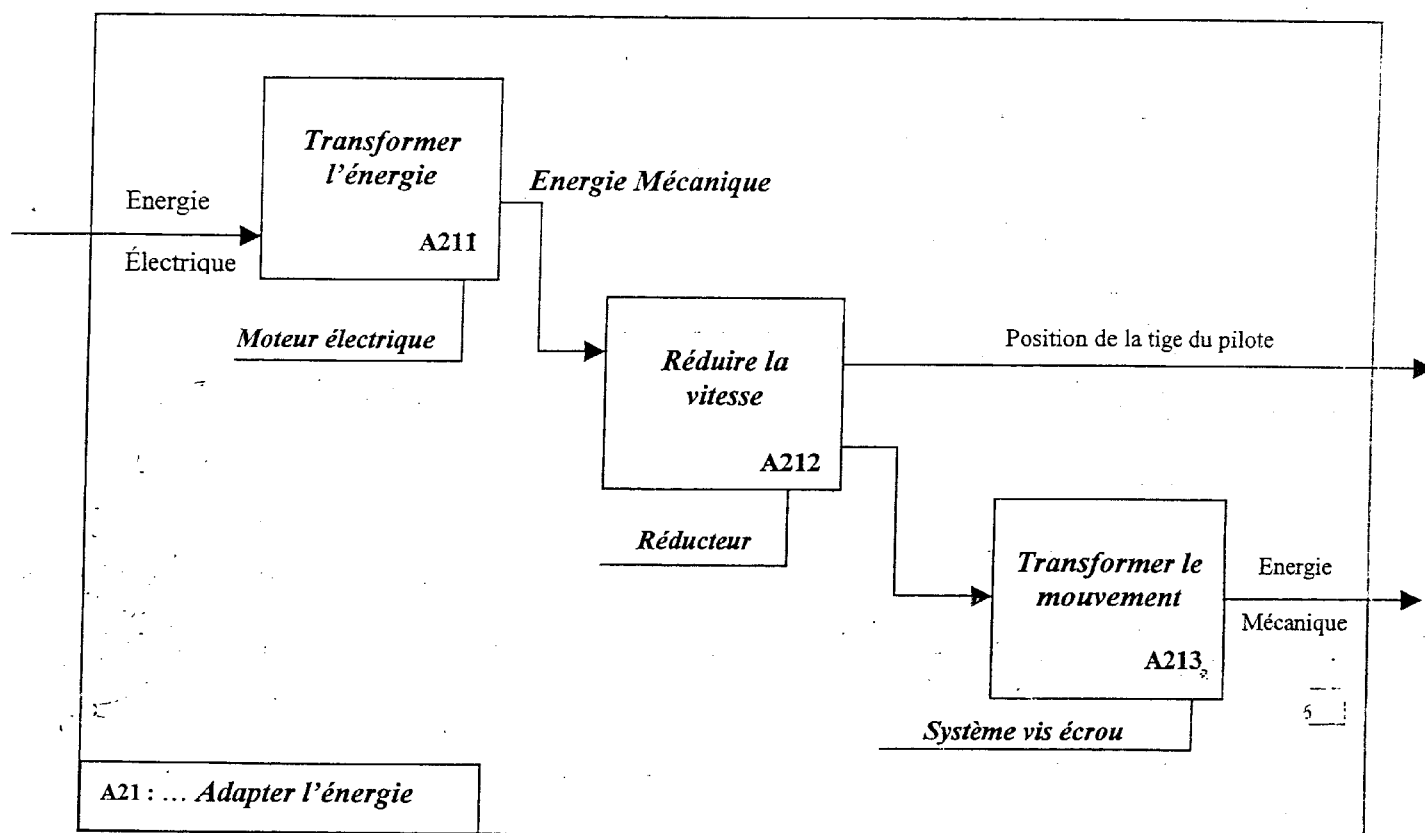 Transformer
l'énergie
A211
Energie Mécanique
Energie
Électrique
Moteur électrique
Réduire la
vitesse
A212
Position de la tige du pilote
Réducteur
Transformer le
mouvement
A213
Energie
Mécanique
Système vis écrou
5
A21 : ... Adapter l'énergie